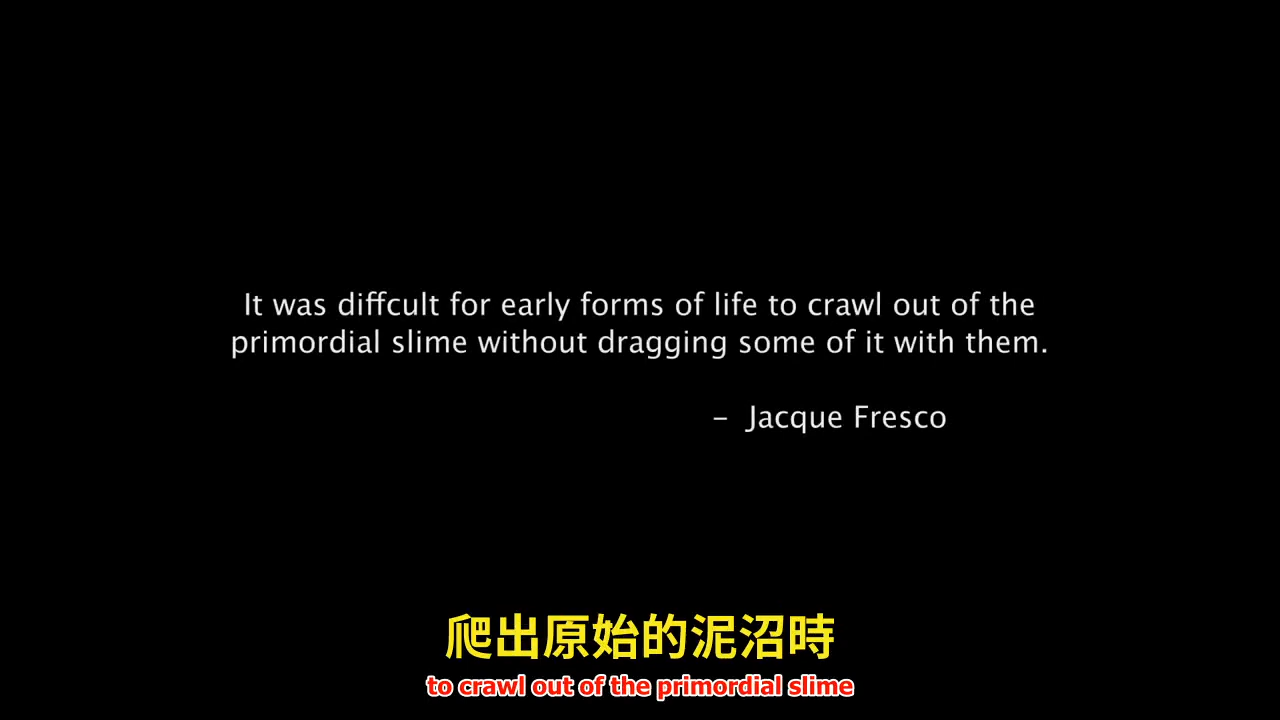 It was diffcult for early forms of life to crawl out of the
primordial slime without dragging some of it with them.
– Jacque Fresco
爬出原始的泥沼時
to crawl out of the primordial slime